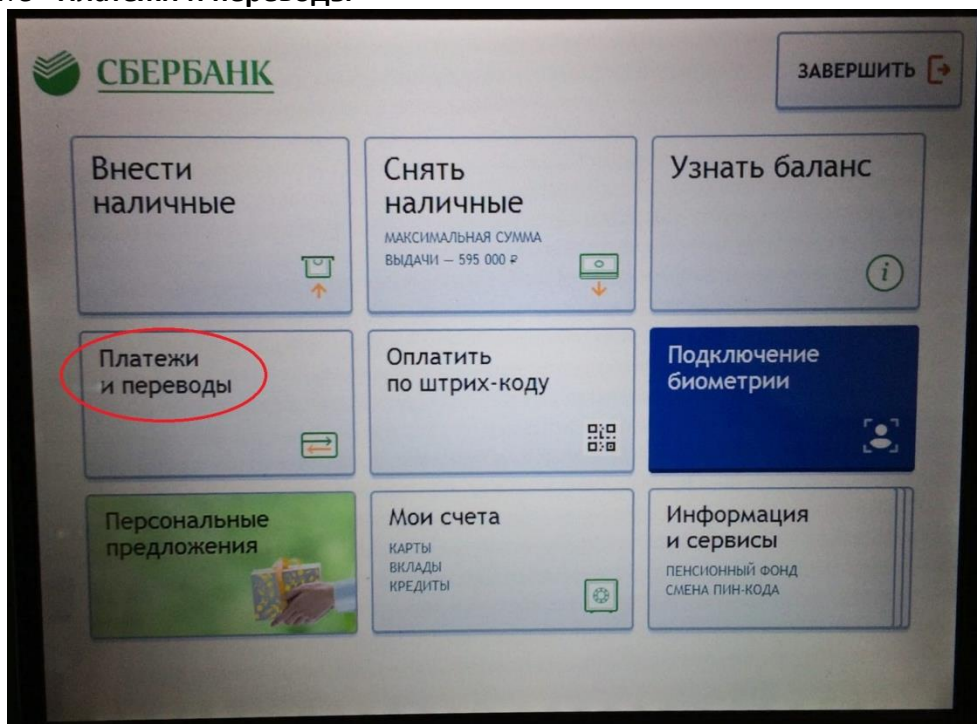 СБЕРБАНК
ЗАВЕРШИТЬ
Внести
наличные
Снять
наличные
МАКСИМАЛЬНАЯ СУММА
ВЫДАЧИ — 595 000 ₽
Узнать баланс
Платежи
и переводы
Оплатить
по штрих-коду
Подключение
биометрии
Персональные
предложения
Мои счета
КАРТЫ
ВКЛАДЫ
КРЕДИТЫ
Информация
и сервисы
ПЕНСИОННЫЙ ФОНД
СМЕНА ПИН-КОДА